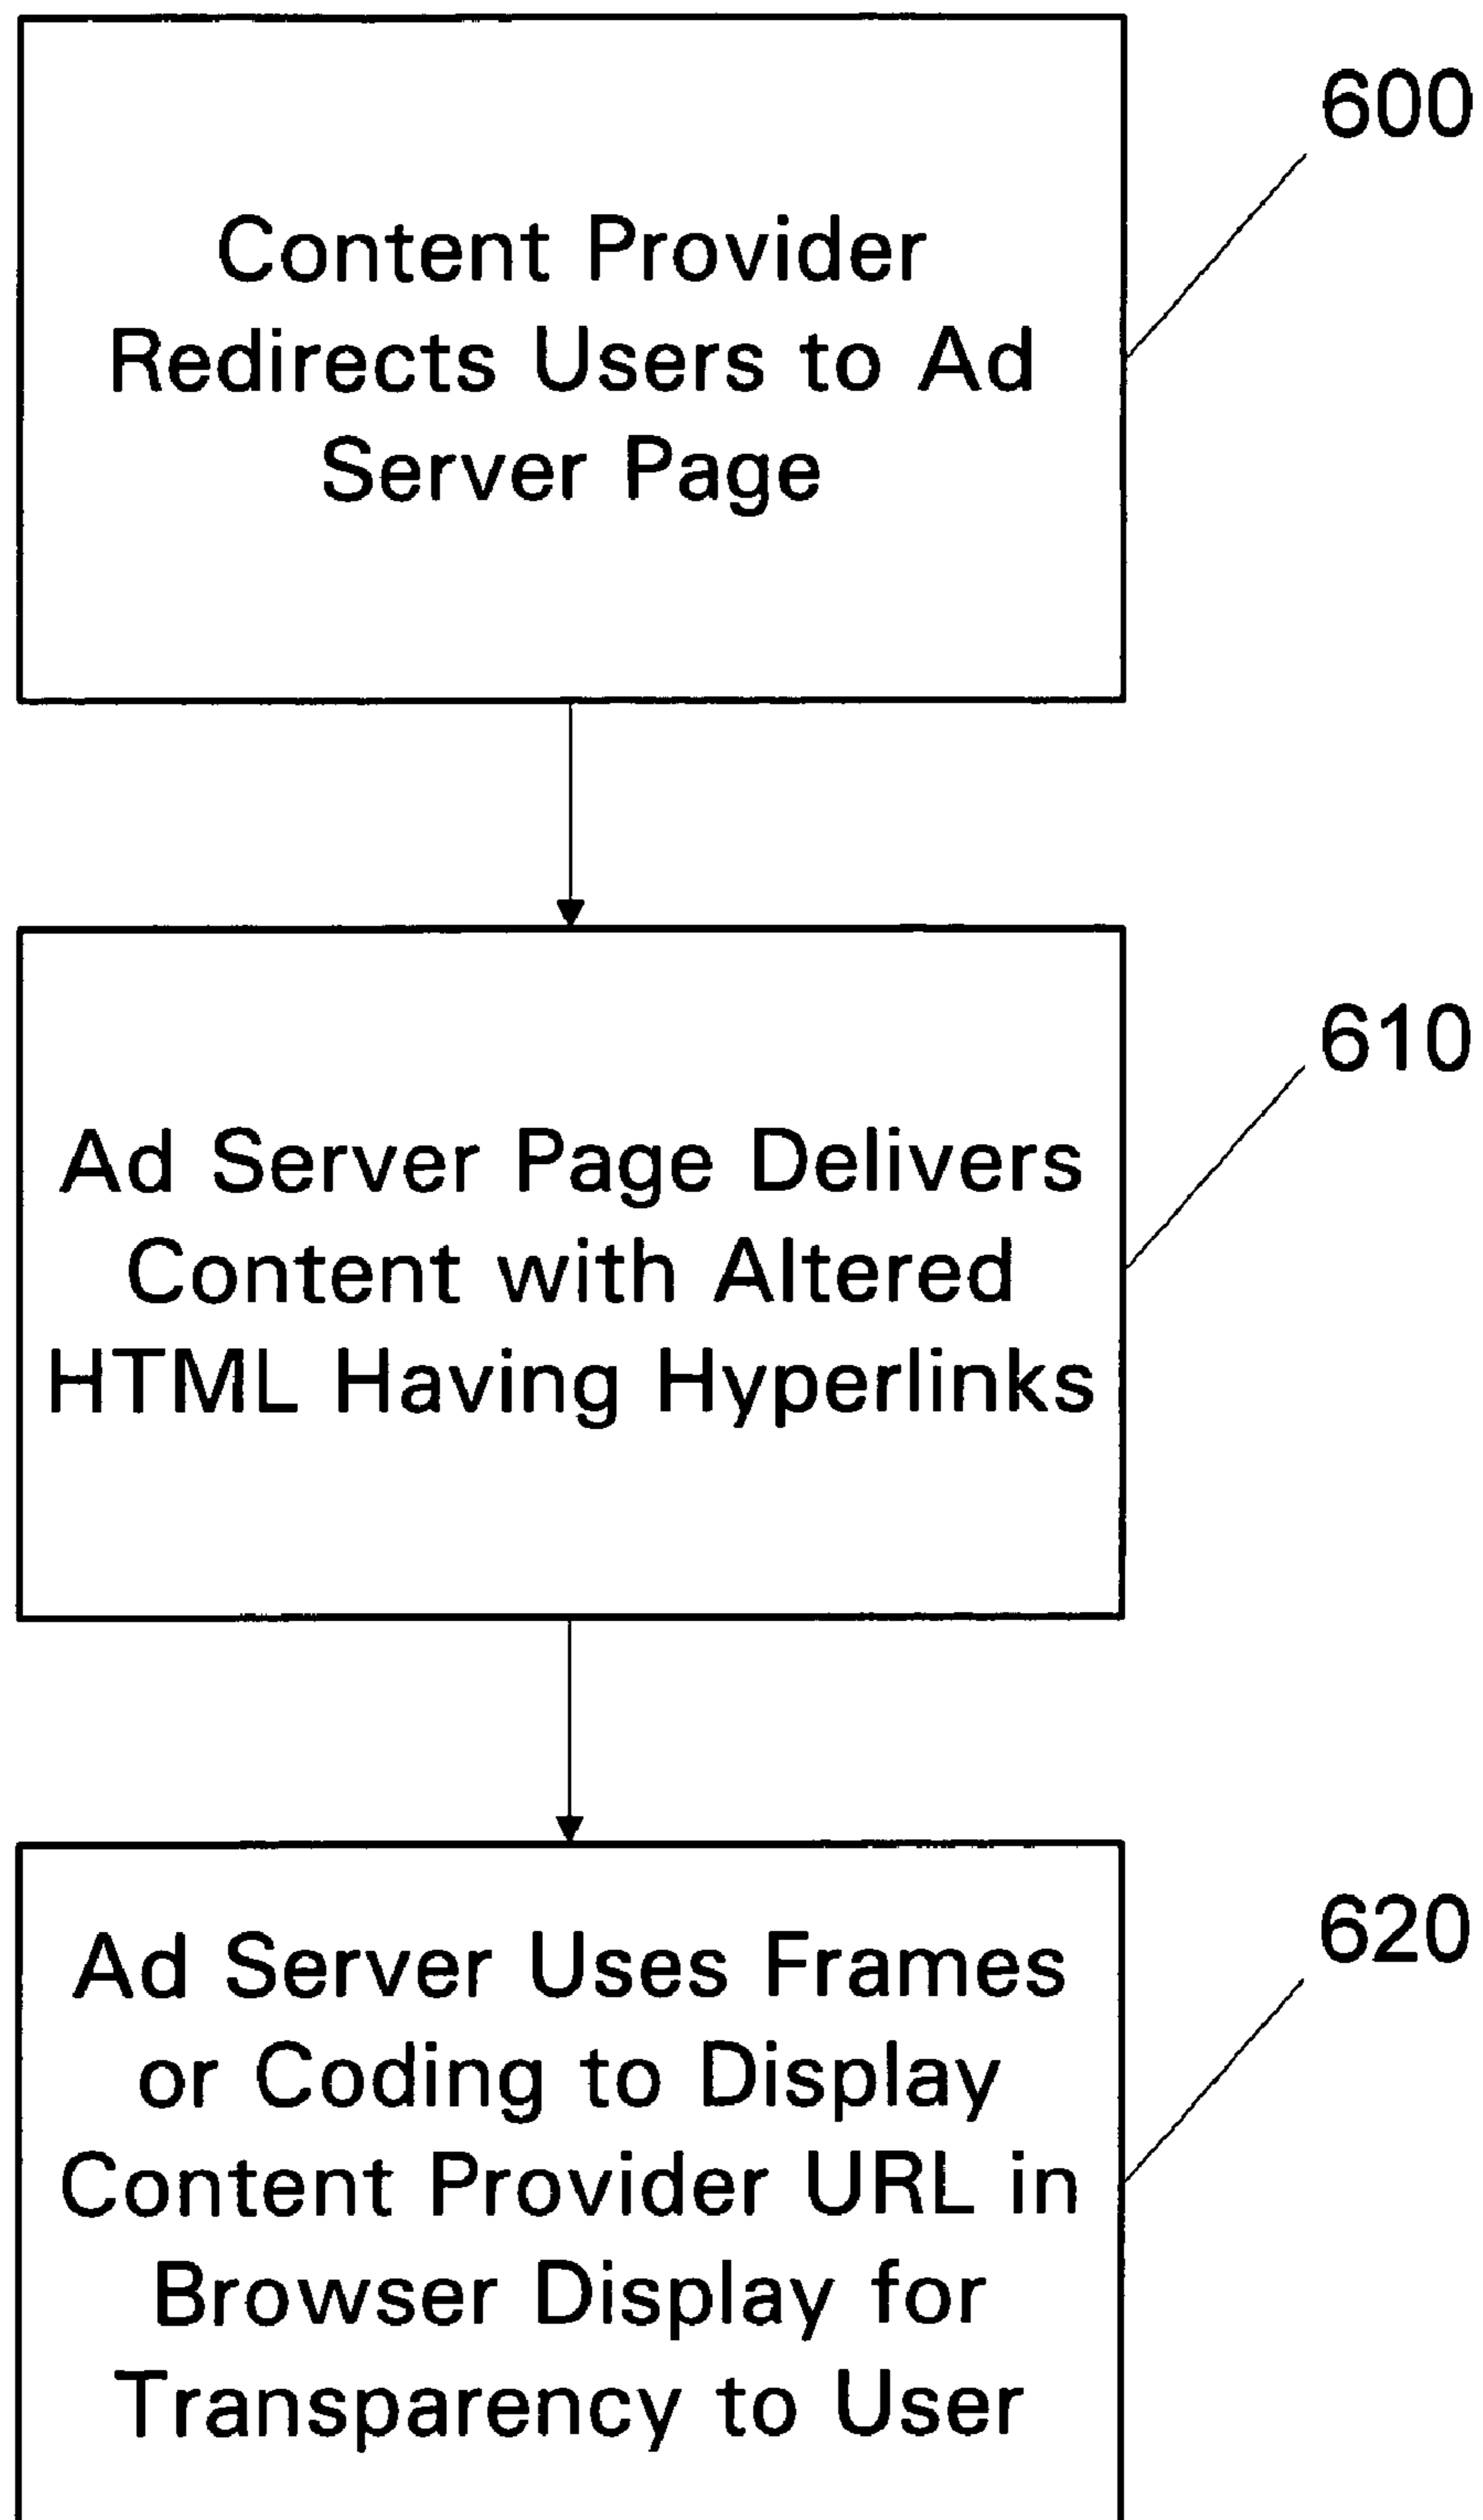 600
Content Provider
Redirects Users to Ad
Server Page
610
Ad Server Page Delivers
Content with Altered
HTML Having Hyperlinks
620
Ad Server Uses Frames
or Coding to Display
Content Provider URL in
Browser Display for
Transparency to User